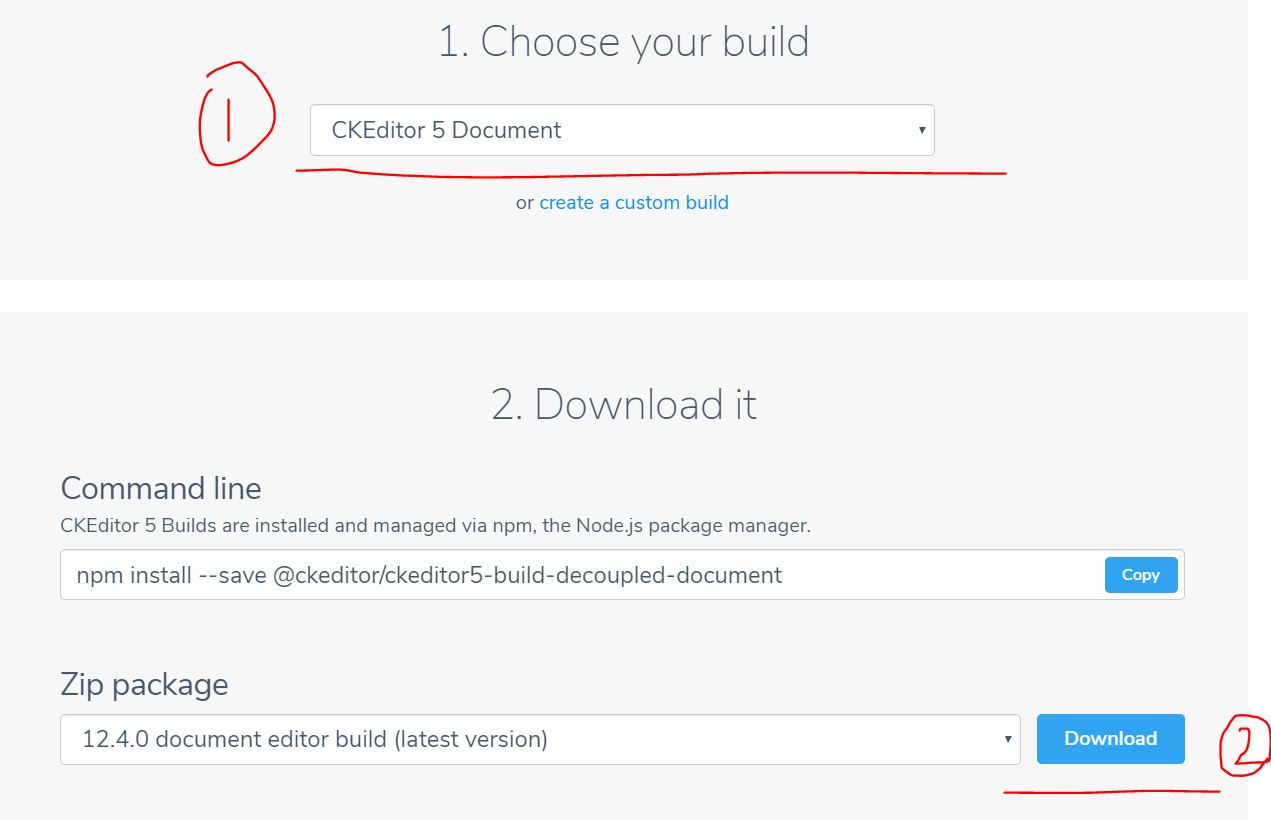 1. Choose your build
1
CKEditor 5 Document
or create a custom build
2. Download it
Command line
CKEditor 5 Builds are installed and managed via npm, the Node.js package manager.
npm install --save @ckeditor/ckeditor5-build-decoupled-document
Copy
Zip package
12.4.0 document editor build (latest version)
Download
2